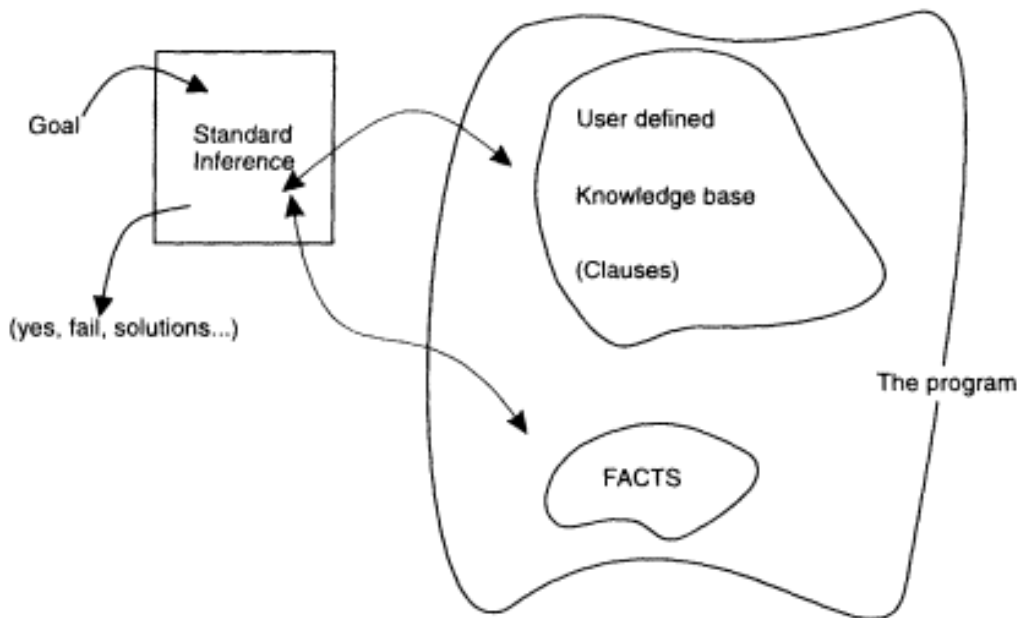 Goal
Standard
Inference
(yes, fail, solutions...)
User defined
Knowledge base
(Clauses)
The program
FACTS